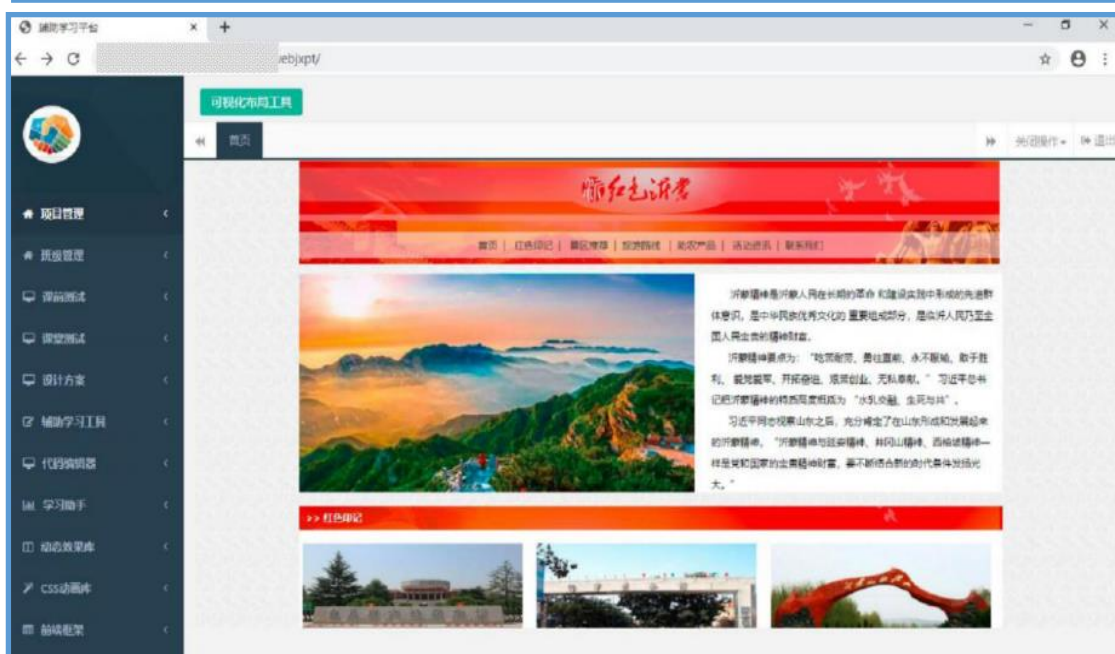 辅助学习平台
webjxpt/
可视化布局工具
首页
关闭操作
退出
项目管理
班级管理
课前测试
课堂测试
设计方案
辅助学习工具
代码编辑器
学习助手
动态效果库
CSS动画库
前端框架
红色沂蒙
首页 | 红色印记 | 景区推荐 | 旅游路线 | 助农产品 | 活动资讯 | 联系我们
沂蒙精神是沂蒙人民在长期的革命 和建设实践中形成的先进群
体意识，是中华民族优秀文化的 重要组成部分，是临沂人民乃至全
国人民宝贵的精神财富。
沂蒙精神要点为：“吃苦耐劳、勇往直前、永不服输、敢于胜
利、 爱党爱军、开拓奋进、艰苦创业、无私奉献。” 习近平总书
记把沂蒙精神的特质高度概括为 “水乳交融、生死与共”。
习近平同志视察山东之后，充分肯定了在山东形成和发展起来
的沂蒙精神。 “沂蒙精神与延安精神、井冈山精神、西柏坡精神一
样是党和国家的宝贵精神财富，要不断结合新的时代条件发扬光
大。”
>> 红色印记